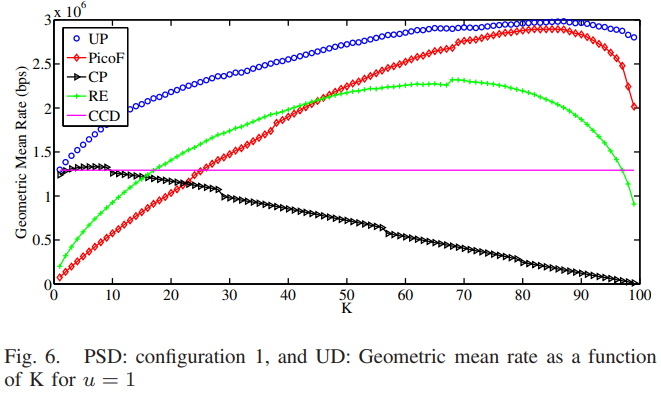 3 x 10^6
UP
PicoF
CP
RE
CCD
Geometric Mean Rate (bps)
2.5
2
1.5
1
0.5
0
0 10 20 30 40 50 60 70 80 90 100
K
Fig. 6. PSD: configuration 1, and UD: Geometric mean rate as a function
of K for u = 1